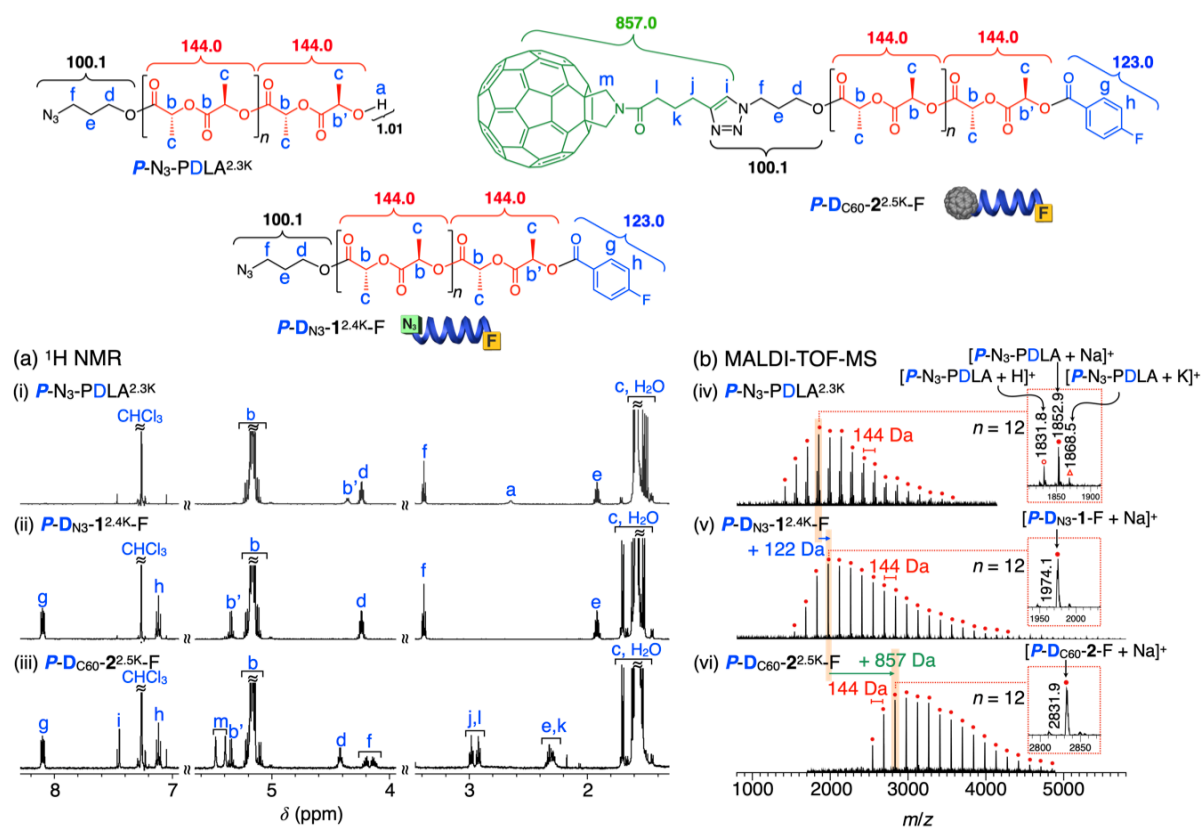 857.0
144.0 144.0
144.0 144.0
100.1
123.0
f d c c a
N3 e O O b O b O O O b O b' O H
c n c 1.01
P-N3-PDLA2.3K
m l j i f d c c g h
N O k N N N e O O b O b O n O b O b' O F
c c
100.1
P-DC60-22.5K-F
F
144.0 144.0
100.1
123.0
f d c c g h
N3 e O O b O b O n O b O b' O F
c c
P-DN3-12.4K-F
N3 F
(a) 1H NMR
(i) P-N3-PDLA2.3K
CHCl3 b b' d f a e c, H2O
(ii) P-DN3-12.4K-F
g CHCl3 h b' b d f e c, H2O
(iii) P-DC60-22.5K-F
g i CHCl3 h m b' b d f j,l e,k c, H2O
8 7 5 4 3 2
δ (ppm)
(b) MALDI-TOF-MS
[P-N3-PDLA + Na]+
[P-N3-PDLA + H]+ [P-N3-PDLA + K]+
(iv) P-N3-PDLA2.3K
144 Da
n = 12
1831.8
1852.9
1868.5
1850 1900
(v) P-DN3-12.4K-F
+ 122 Da
144 Da
[P-DN3-1-F + Na]+
n = 12
1974.1
1950 2000
(vi) P-DC60-22.5K-F
+ 857 Da
144 Da
[P-DC60-2-F + Na]+
n = 12
2831.9
2800 2850
1000 2000 3000 4000 5000
m/z